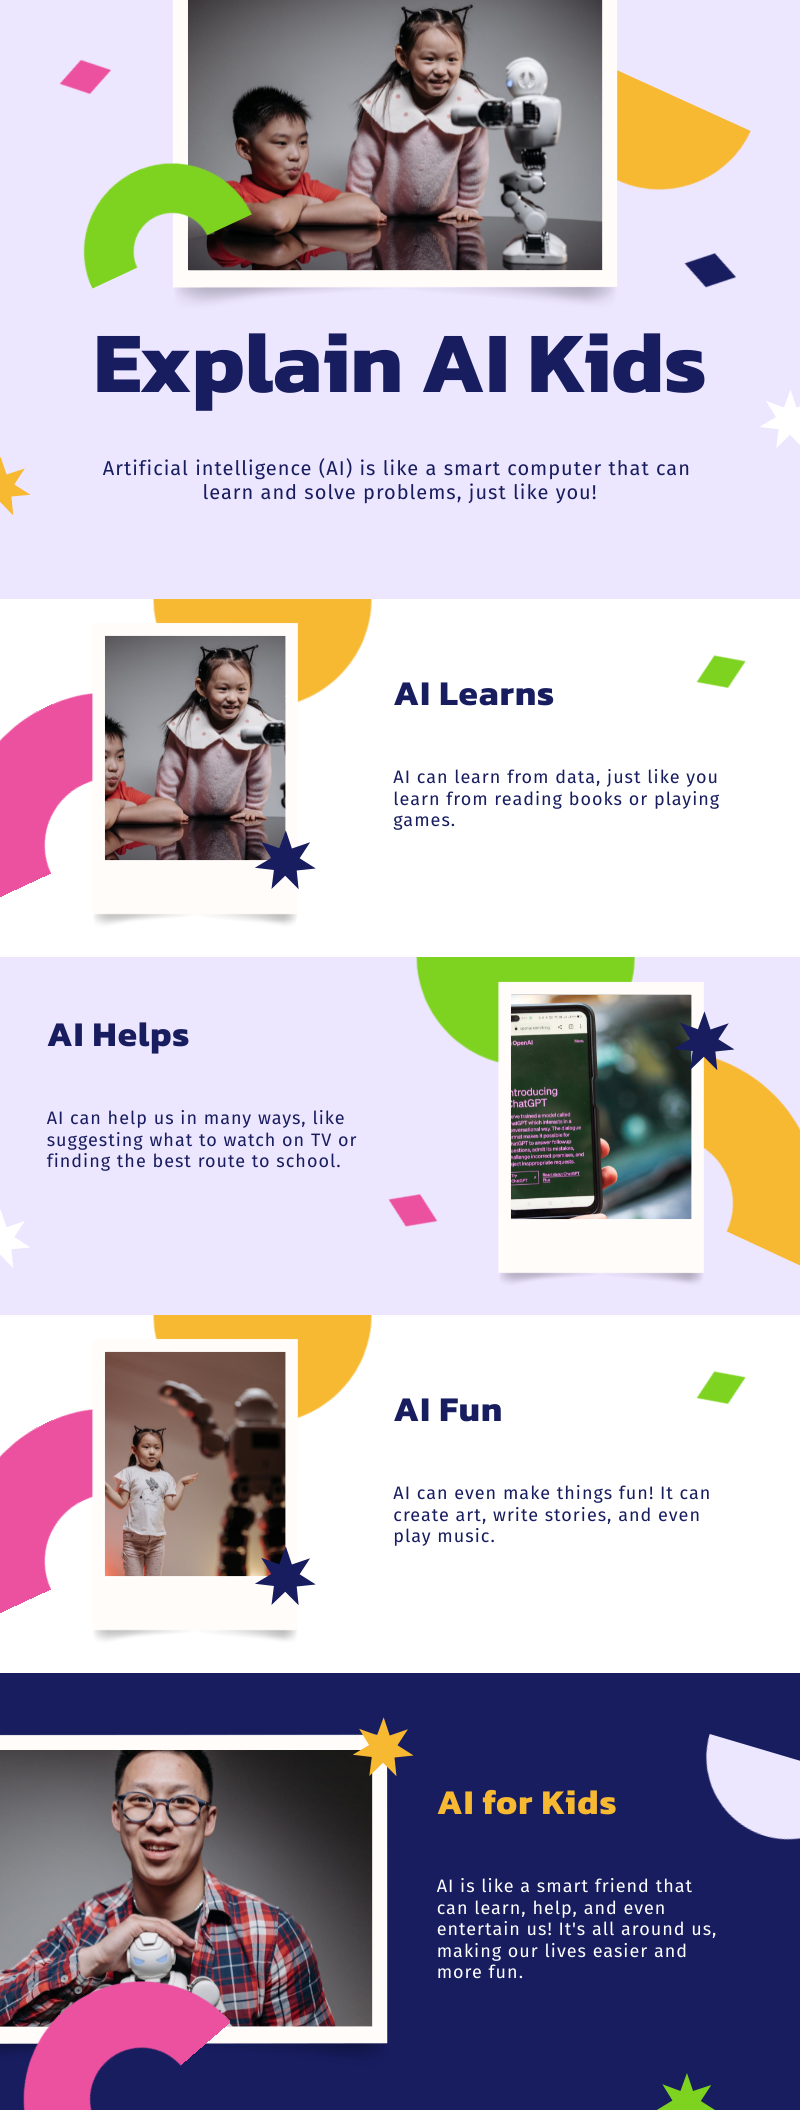 Explain AI Kids
Artificial intelligence (AI) is like a smart computer that can
learn and solve problems, just like you!
AI Learns
AI can learn from data, just like you
learn from reading books or playing
games.
AI Helps
AI can help us in many ways, like
suggesting what to watch on TV or
finding the best route to school.
OpenAI
Menu
ntroducing
ChatGPT
AI Fun
AI can even make things fun! It can
create art, write stories, and even
play music.
AI for Kids
AI is like a smart friend that
can learn, help, and even
entertain us! It's all around us,
making our lives easier and
more fun.